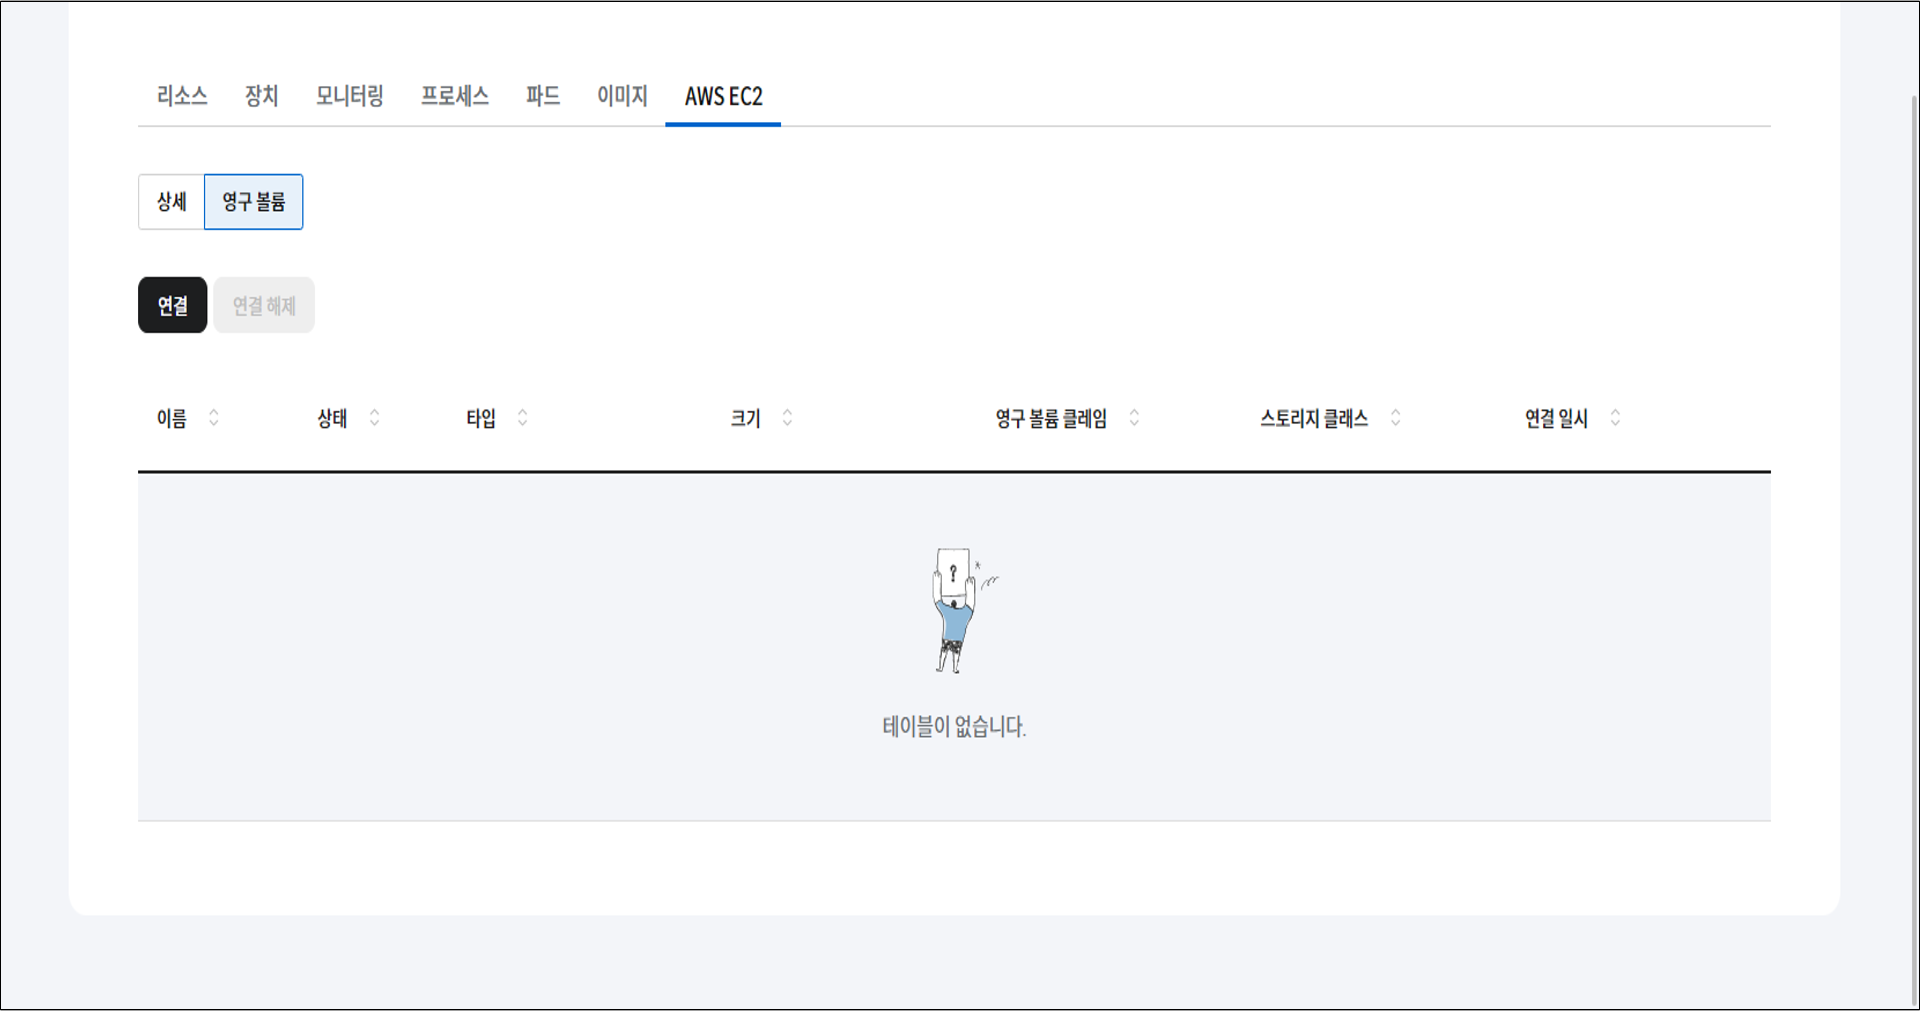 리소스 장치 모니터링 프로세스 파드 이미지 AWS EC2
상세 영구 볼륨
연결 연결 해제
이름 상태 타입 크기 영구 볼륨 클레임 스토리지 클래스 연결 일시
?
테이블이 없습니다.